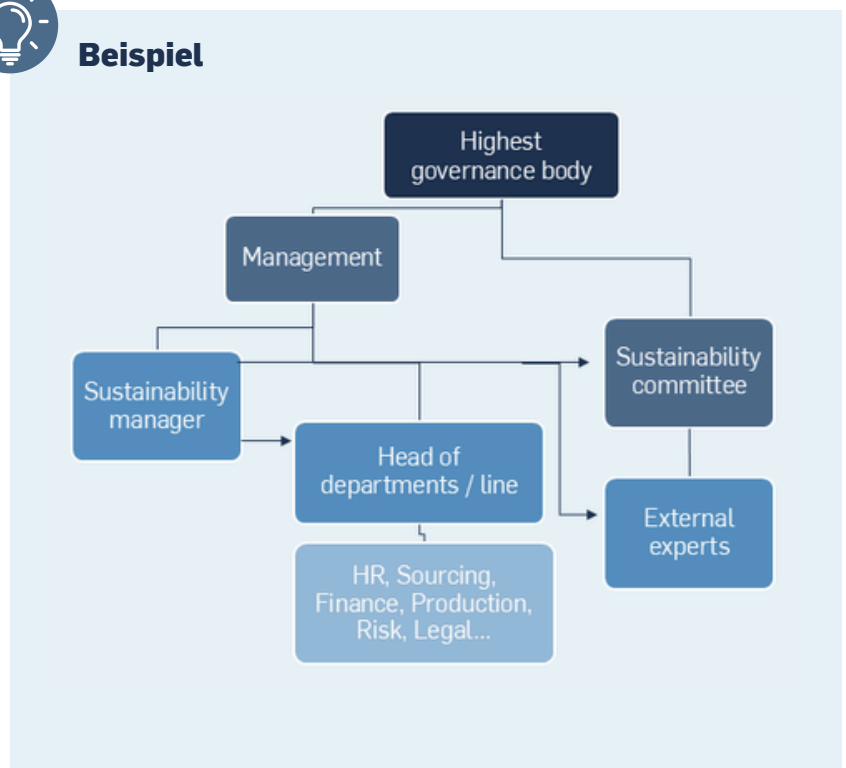 Beispiel
Highest
governance body
Management
Sustainability
manager
Sustainability
committee
Head of
departments / line
External
experts
HR, Sourcing,
Finance, Production,
Risk, Legal...